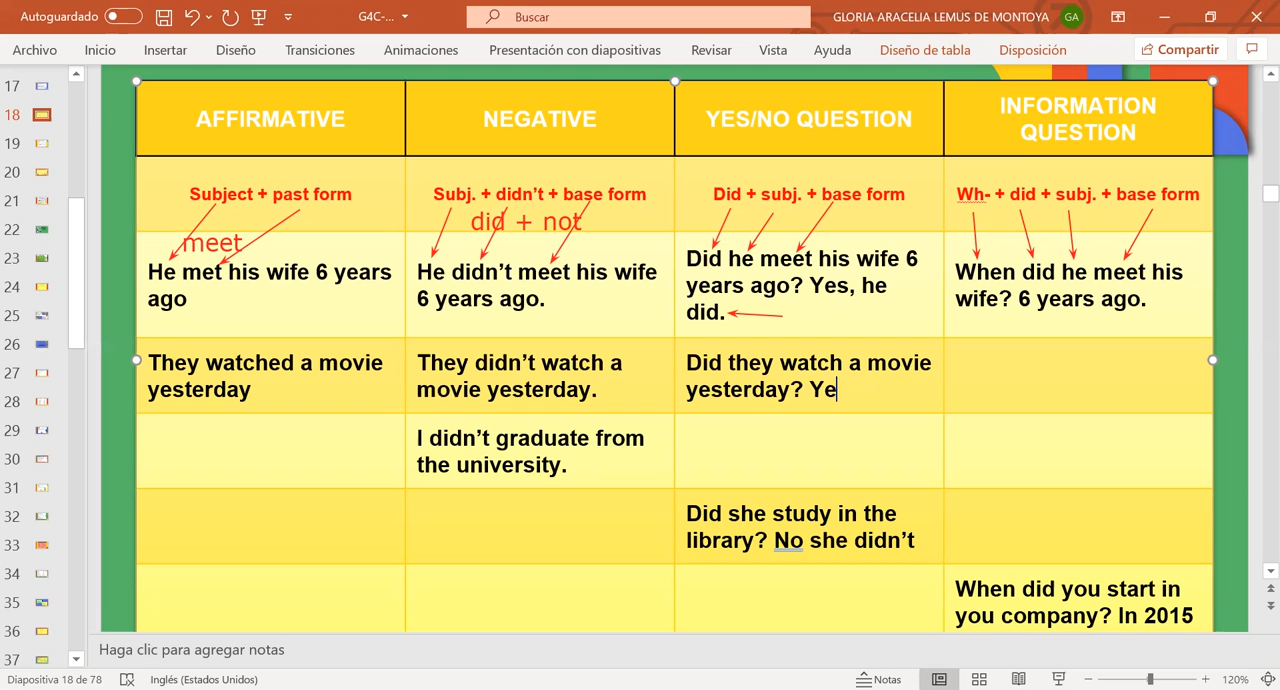 Autoguardado
G4C-...
Buscar
GLORIA ARACELIA LEMUS DE MONTOYA GA
Archivo Inicio Insertar Diseño Transiciones Animaciones Presentación con diapositivas Revisar Vista Ayuda Diseño de tabla Disposición Compartir
17
18
19
20
21
22
23
24
25
26
27
28
29
30
31
32
33
34
35
36
37
AFFIRMATIVE
NEGATIVE
YES/NO QUESTION
INFORMATION
QUESTION
Subject + past form
Subj. + didn’t + base form
did + not
Did + subj. + base form
Wh- + did + subj. + base form
meet
He met his wife 6 years
ago
He didn’t meet his wife
6 years ago.
Did he meet his wife 6
years ago? Yes, he
did.
When did he meet his
wife? 6 years ago.
They watched a movie
yesterday
They didn’t watch a
movie yesterday.
Did they watch a movie
yesterday? Ye
I didn’t graduate from
the university.
Did she study in the
library? No she didn’t
When did you start in
you company? In 2015
Haga clic para agregar notas
Diapositiva 18 de 78 Inglés (Estados Unidos) Notas 120%